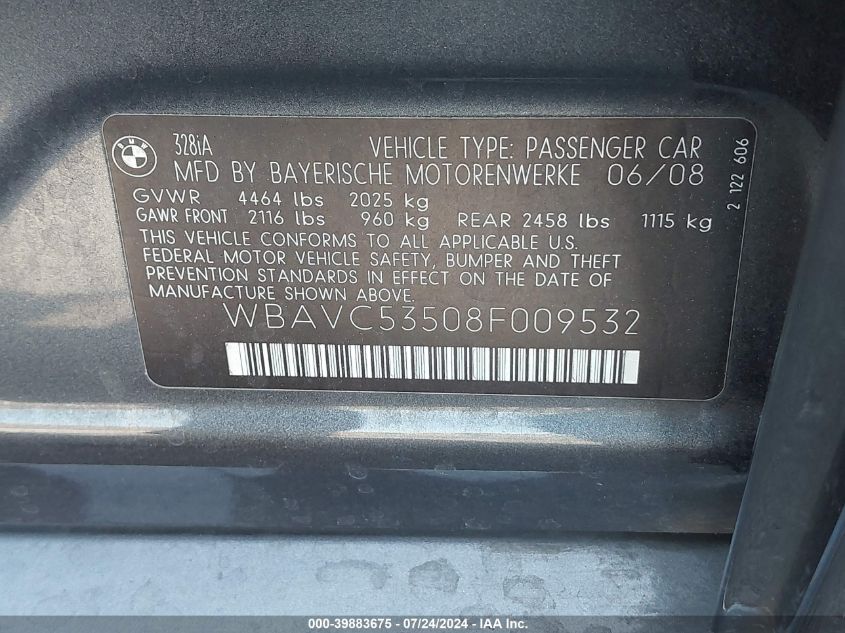 BMW
328iA VEHICLE TYPE: PASSENGER CAR
MFD BY BAYERISCHE MOTORENWERKE 06/08
GVWR 4464 lbs 2025 kg
GAWR FRONT 2116 lbs 960 kg REAR 2458 lbs 1115 kg
THIS VEHICLE CONFORMS TO ALL APPLICABLE U.S.
FEDERAL MOTOR VEHICLE SAFETY, BUMPER AND THEFT
PREVENTION STANDARDS IN EFFECT ON THE DATE OF
MANUFACTURE SHOWN ABOVE.
WBAVC53508F009532
2 122 606
000-39883675 - 07/24/2024 - IAA Inc.